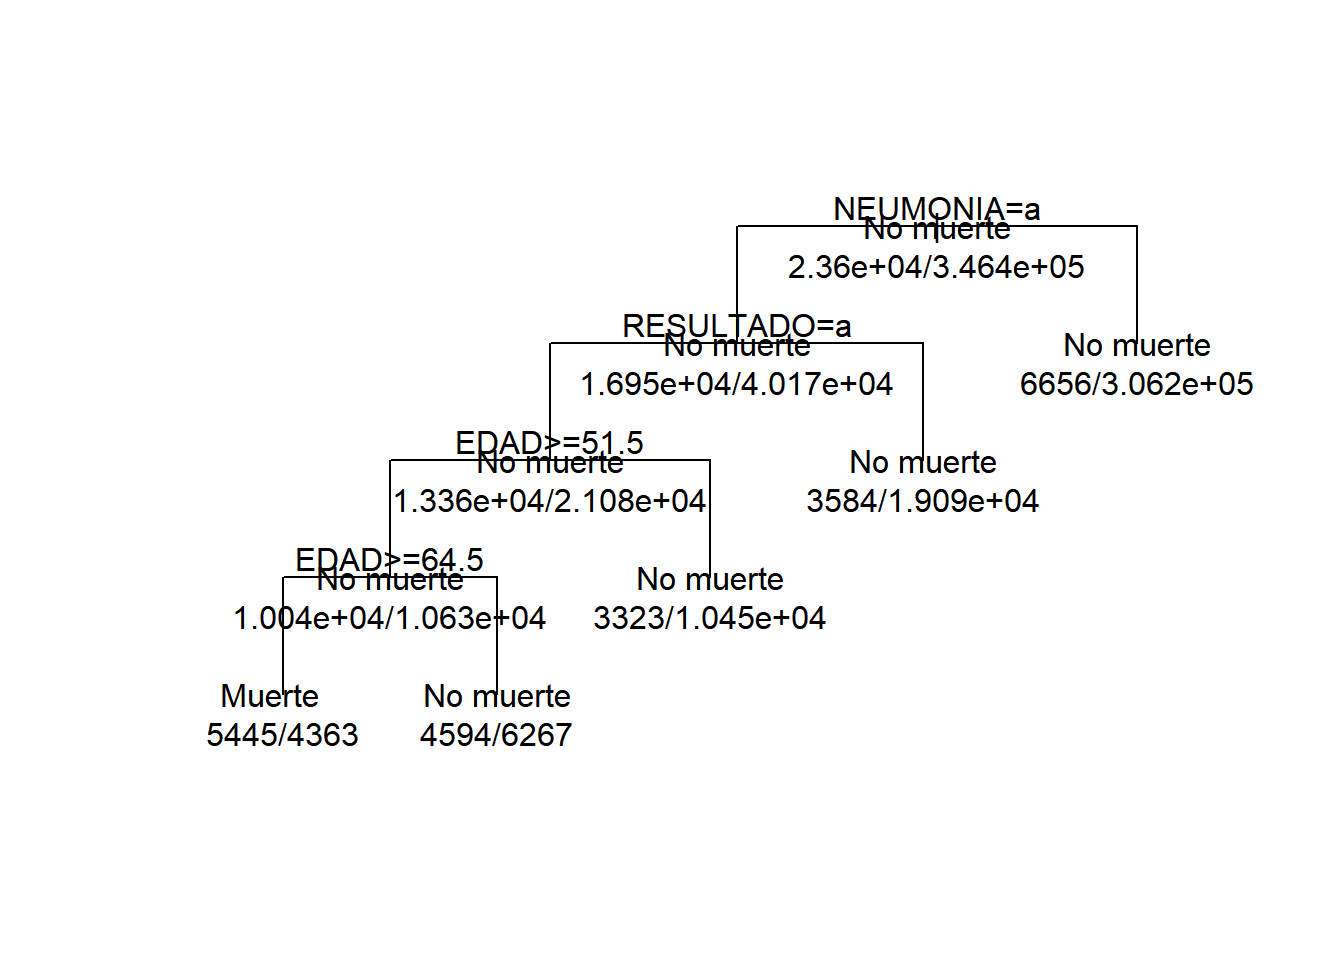 NEUMONIA=a
No muerte
2.36e+04/3.464e+05
RESULTADO=a
No muerte
1.695e+04/4.017e+04
No muerte
6656/3.062e+05
EDAD>=51.5
No muerte
1.336e+04/2.108e+04
No muerte
3584/1.909e+04
EDAD>=64.5
No muerte
1.004e+04/1.063e+04
No muerte
3323/1.045e+04
Muerte
5445/4363
No muerte
4594/6267